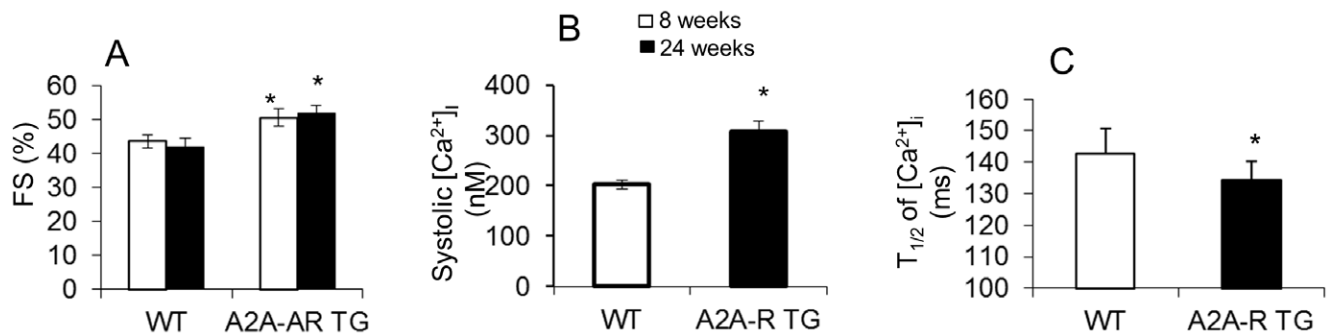 A
FS (%)
60
50
40
30
20
10
0
*
*
WT
A2A-AR TG
B
8 weeks
24 weeks
Systolic [Ca²⁺]ᵢ
(nM)
400
300
200
100
0
*
WT
A2A-R TG
C
T₁/₂ of [Ca²⁺]ᵢ
(ms)
160
150
140
130
120
110
100
*
WT
A2A-R TG